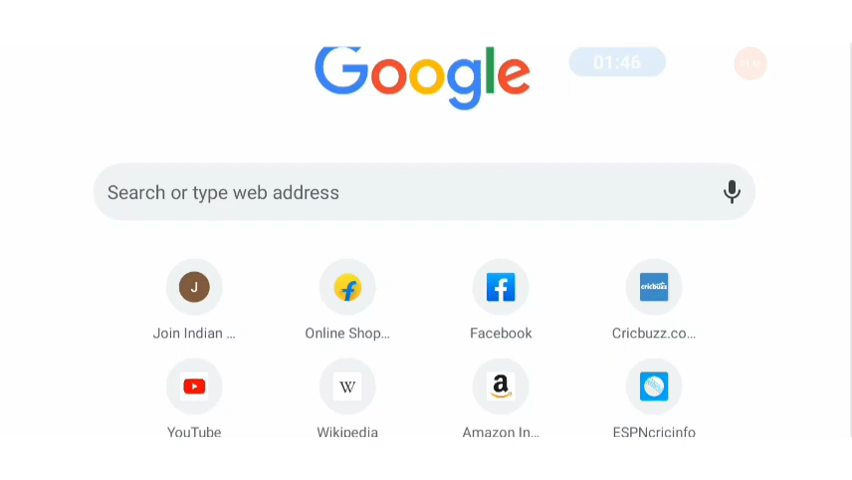 Google
01:46
Search or type web address
J
Join Indian ...
Online Shop...
Facebook
cricbuzz
Cricbuzz.co...
W
a
YouTube
Wikipedia
Amazon In...
ESPNcricinfo